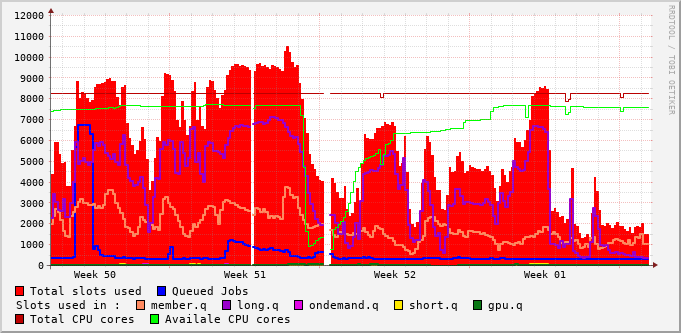 RRDTOOL / TOBI OETIKER
12000
11000
10000
9000
8000
7000
6000
5000
4000
3000
2000
1000
0
Week 50 Week 51 Week 52 Week 01
Total slots used Queued Jobs
Slots used in : member.q long.q ondemand.q short.q gpu.q
Total CPU cores Availale CPU cores